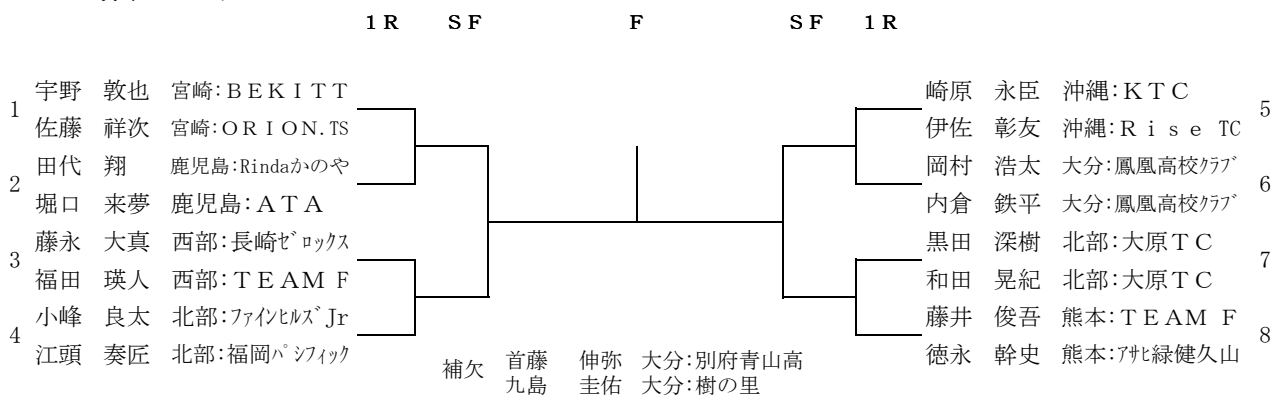 １Ｒ　ＳＦ　Ｆ　ＳＦ　１Ｒ
1
宇野　敦也　宮崎：ＢＥＫＩＴＴ
佐藤　祥次　宮崎：ＯＲＩＯＮ.TS
2
田代　翔　鹿児島：Rindaかのや
堀口　来夢　鹿児島：ＡＴＡ
3
藤永　大真　西部：長崎ｾﾞﾛｯｸｽ
福田　瑛人　西部：ＴＥＡＭ Ｆ
4
小峰　良太　北部：ﾌｧｲﾝﾋﾙｽﾞJr
江頭　奏匠　北部：福岡ﾊﾟｼﾌｨｯｸ
崎原　永臣　沖縄：ＫＴＣ
伊佐　彰友　沖縄：Ｒｉｓｅ TC
5
岡村　浩太　大分：鳳凰高校ｸﾗﾌﾞ
内倉　鉄平　大分：鳳凰高校ｸﾗﾌﾞ
6
黒田　深樹　北部：大原ＴＣ
和田　晃紀　北部：大原ＴＣ
7
藤井　俊吾　熊本：ＴＥＡＭ Ｆ
徳永　幹史　熊本：ｱｻﾋ緑健久山
8
補欠
首藤　伸弥　大分：別府青山高
九島　圭佑　大分：樹の里